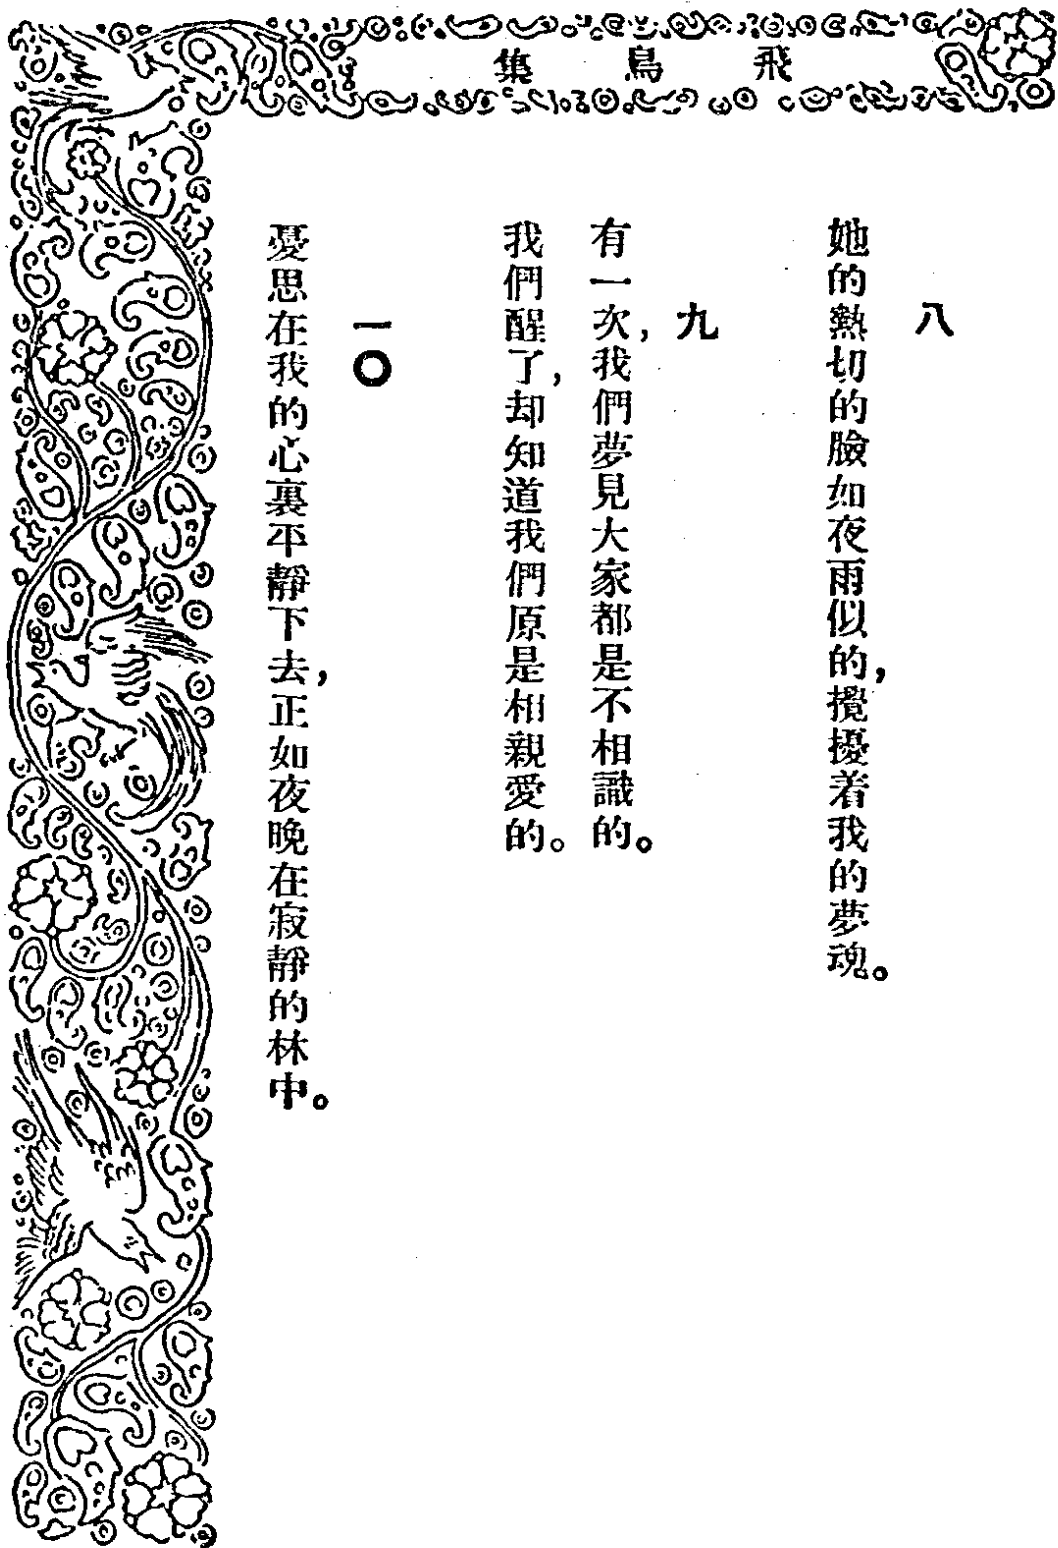 飛鳥集
八
她的熱切的臉如夜雨似的，攪擾着我的夢魂。
九
有一次，我們夢見大家都是不相識的。
我們醒了，却知道我們原是相親愛的。
一〇
憂思在我的心裏平靜下去，正如夜晚在寂靜的林中。